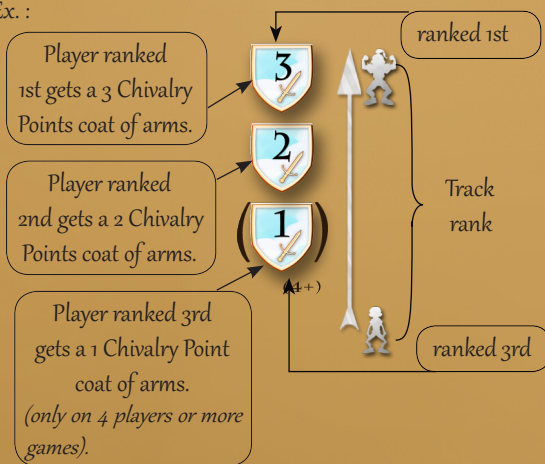 Ex. :
Player ranked
1st gets a 3 Chivalry
Points coat of arms.
3
ranked 1st
Player ranked
2nd gets a 2 Chivalry
Points coat of arms.
2
Track
rank
(1)
(4+)
Player ranked 3rd
gets a 1 Chivalry Point
coat of arms.
(only on 4 players or more
games).
ranked 3rd